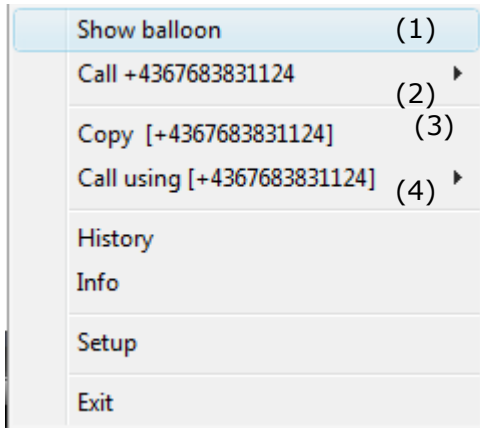 Show balloon (1)
Call +4367683831124
(2)
Copy [+4367683831124] (3)
Call using [+4367683831124] (4)
History
Info
Setup
Exit